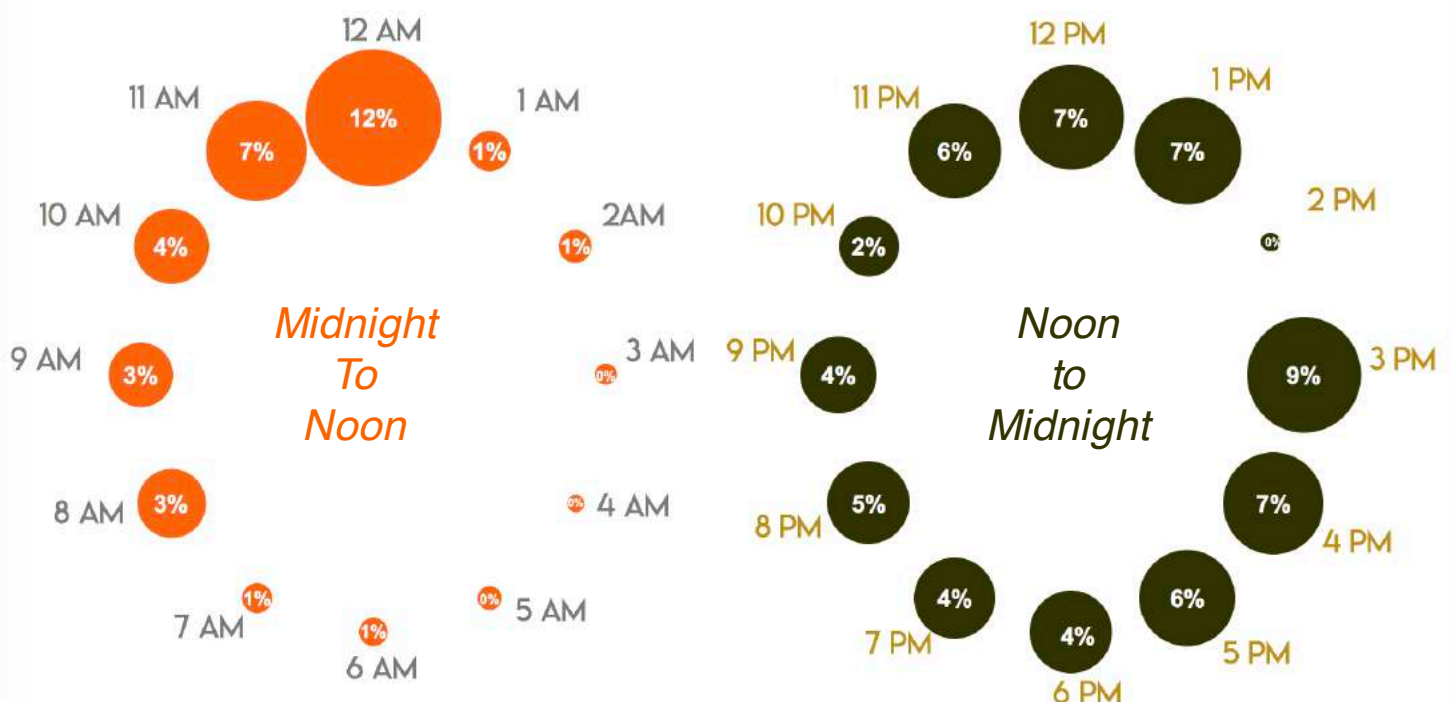 12 AM
12%
1 AM
1%
2AM
1%
3 AM
0%
4 AM
0%
5 AM
0%
6 AM
1%
7 AM
1%
8 AM
3%
9 AM
3%
10 AM
4%
11 AM
7%
Midnight
To
Noon
12 PM
7%
1 PM
7%
2 PM
0%
3 PM
9%
4 PM
7%
5 PM
6%
6 PM
4%
7 PM
4%
8 PM
5%
9 PM
4%
10 PM
2%
11 PM
6%
Noon
to
Midnight